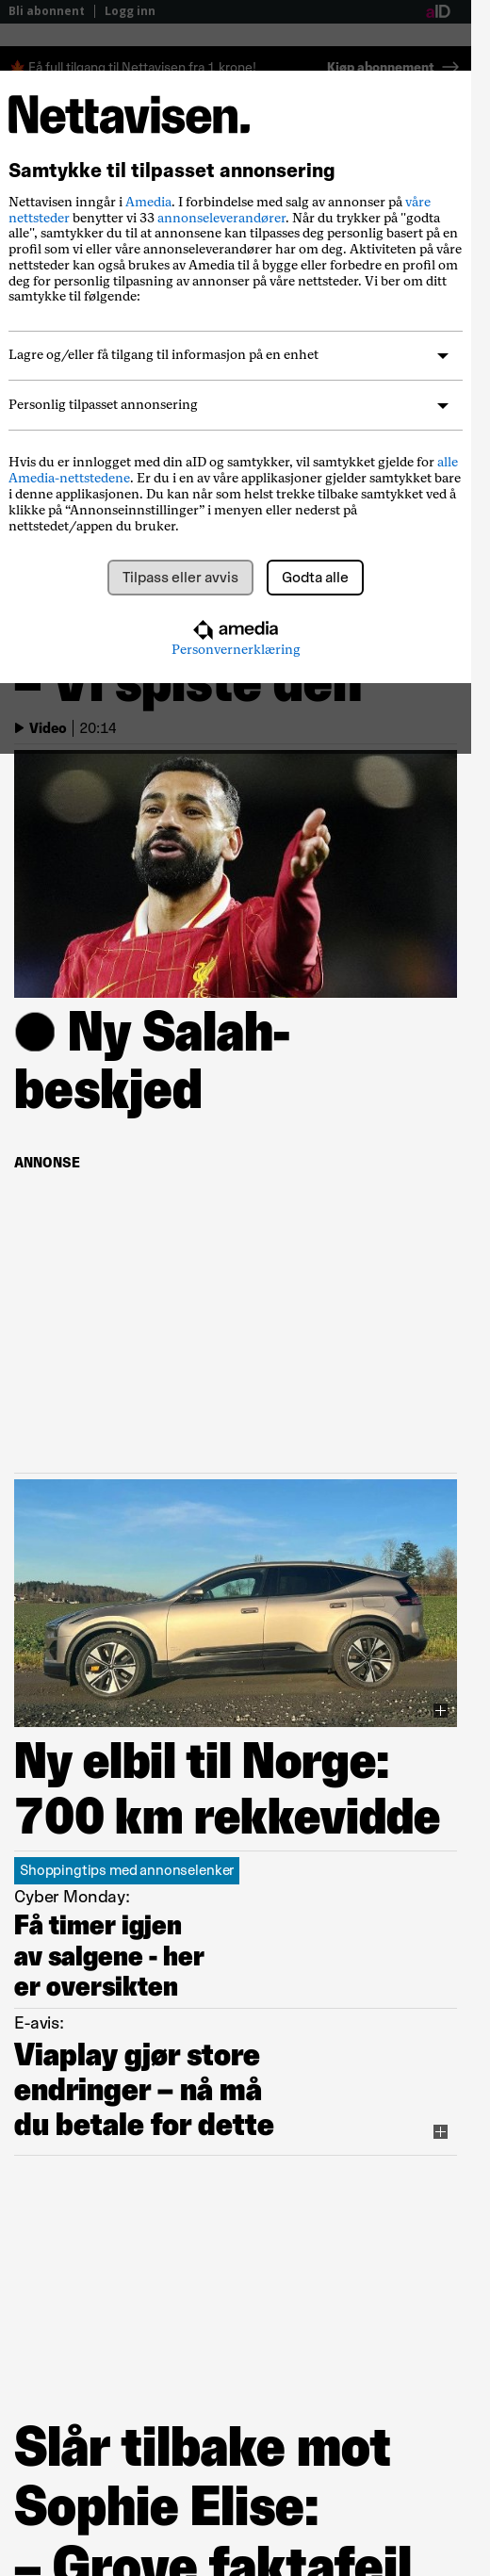 Bli abonnent | Logg inn aID
Få full tilgang til Nettavisen fra 1 krone! Kjøp abonnement →
Nettavisen.
Samtykke til tilpasset annonsering
Nettavisen inngår i Amedia. I forbindelse med salg av annonser på våre
nettsteder benytter vi 33 annonseleverandører. Når du trykker på "godta
alle", samtykker du til at annonsene kan tilpasses deg personlig basert på en
profil som vi eller våre annonseleverandører har om deg. Aktiviteten på våre
nettsteder kan også brukes av Amedia til å bygge eller forbedre en profil om
deg for personlig tilpasning av annonser på våre nettsteder. Vi ber om ditt
samtykke til følgende:
Lagre og/eller få tilgang til informasjon på en enhet
Personlig tilpasset annonsering
Hvis du er innlogget med din aID og samtykker, vil samtykket gjelde for alle
Amedia-nettstedene. Er du i en av våre applikasjoner gjelder samtykket bare
i denne applikasjonen. Du kan når som helst trekke tilbake samtykket ved å
klikke på “Annonseinnstillinger” i menyen eller nederst på
nettstedet/appen du bruker.
Tilpass eller avvis Godta alle
amedia
Personvernerklæring
– Vi spiste den
Video | 20:14
Ny Salah-
beskjed
ANNONSE
Ny elbil til Norge:
700 km rekkevidde
Shoppingtips med annonselenker
Cyber Monday:
Få timer igjen
av salgene - her
er oversikten
E-avis:
Viaplay gjør store
endringer – nå må
du betale for dette
Slår tilbake mot
Sophie Elise:
– Grove faktafeil